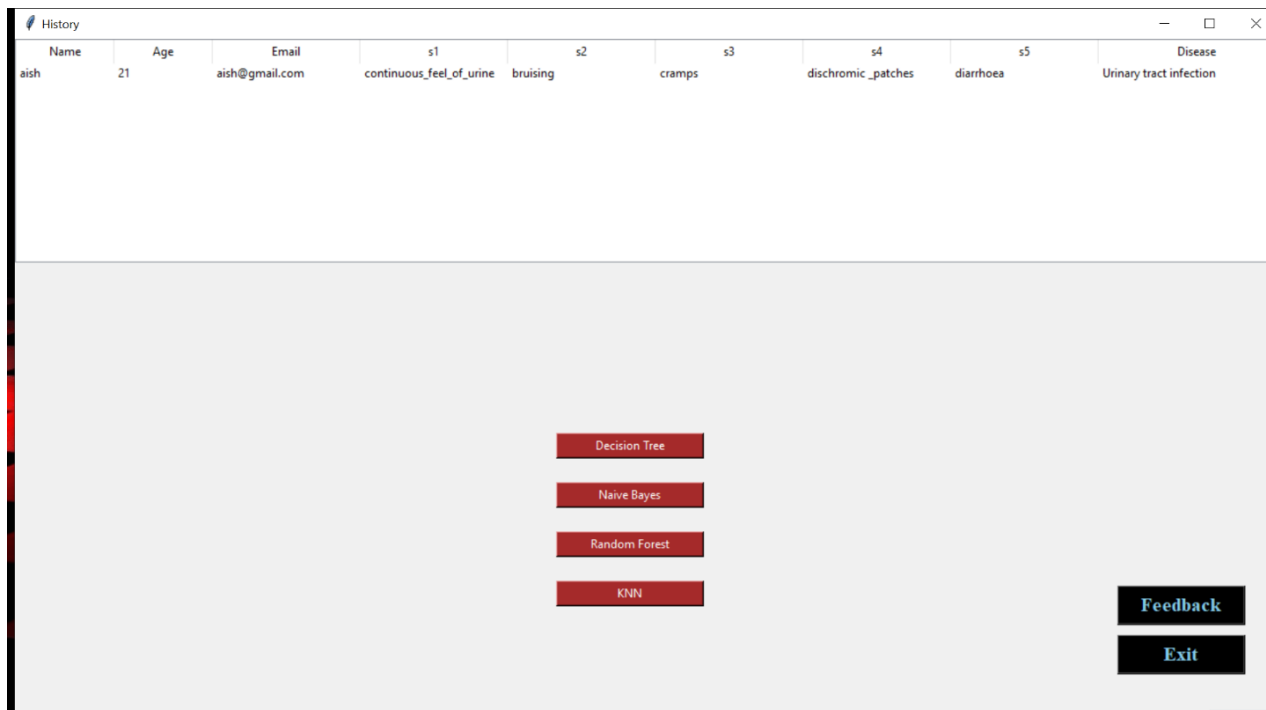 History
Name Age Email s1 s2 s3 s4 s5 Disease
aish 21 aish@gmail.com continuous_feel_of_urine bruising cramps dischromic _patches diarrhoea Urinary tract infection
Decision Tree
Naive Bayes
Random Forest
KNN
Feedback
Exit